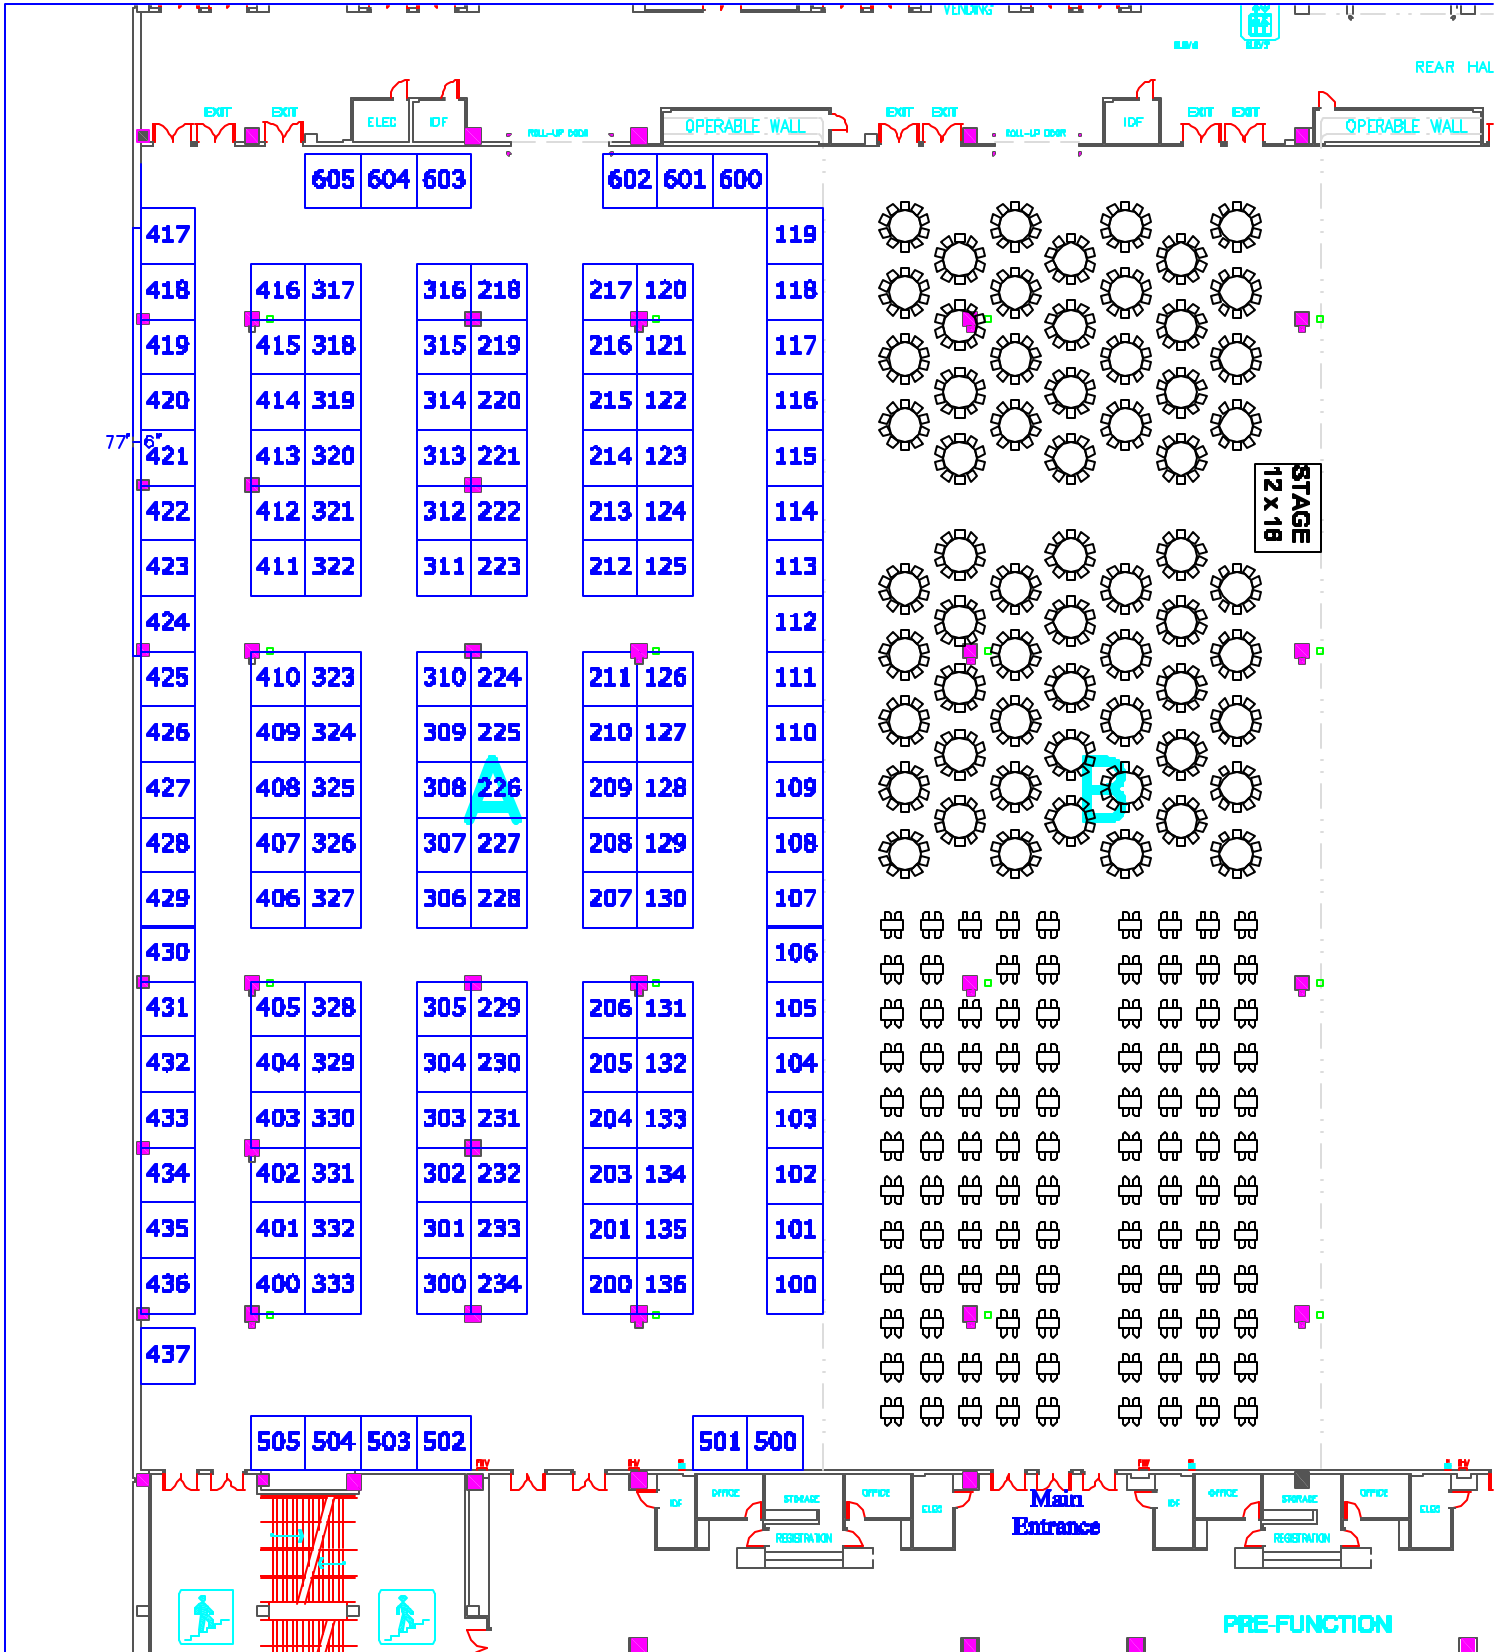 VENDING
REAR HAL
EXIT EXIT EXIT EXIT EXIT EXIT
ELEC IDF OPERABLE WALL IDF OPERABLE WALL
ROLL-UP DOOR ROLL-UP DOOR
605 604 603 602 601 600
417 119
418 416 317 316 218 217 120 118
419 415 318 315 219 216 121 117
420 414 319 314 220 215 122 116
77'-6"
421 413 320 313 221 214 123 115
STAGE
12 x 16
422 412 321 312 222 213 124 114
423 411 322 311 223 212 125 113
424 112
425 410 323 310 224 211 126 111
426 409 324 309 225 210 127 110
427 408 325 308 226 209 128 109
A B
428 407 326 307 227 208 129 108
429 406 327 306 228 207 130 107
430 106
431 405 328 305 229 206 131 105
432 404 329 304 230 205 132 104
433 403 330 303 231 204 133 103
434 402 331 302 232 203 134 102
435 401 332 301 233 201 135 101
436 400 333 300 234 200 136 100
437
505 504 503 502 501 500
IDF OFFICE STORAGE OFFICE ELEC
Main
Entrance
IDF OFFICE STORAGE OFFICE ELEC
REGISTRATION REGISTRATION
PRE-FUNCTION